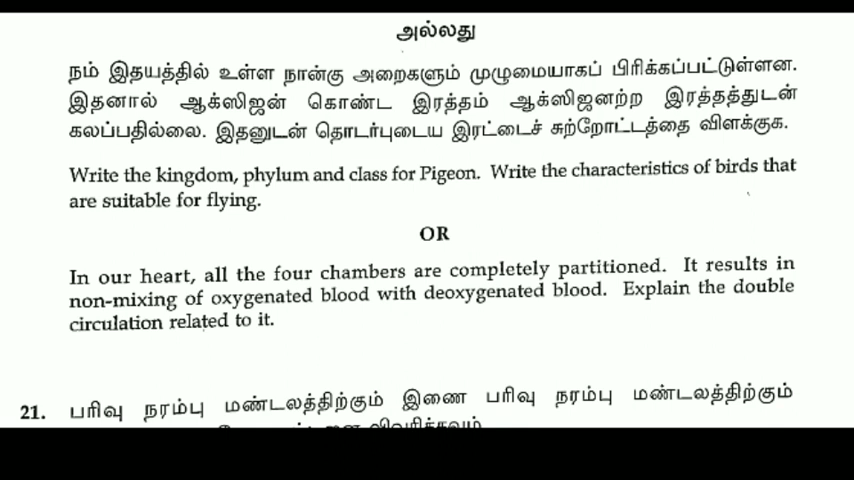 அல்லது
நம் இதயத்தில் உள்ள நான்கு அறைகளும் முழுமையாகப் பிரிக்கப்பட்டுள்ளன.
இதனால் ஆக்ஸிஜன் கொண்ட இரத்தம் ஆக்ஸிஜனற்ற இரத்தத்துடன்
கலப்பதில்லை. இதனுடன் தொடர்புடைய இரட்டைச் சுற்றோட்டத்தை விளக்குக.
Write the kingdom, phylum and class for Pigeon. Write the characteristics of birds that
are suitable for flying.
OR
In our heart, all the four chambers are completely partitioned. It results in
non-mixing of oxygenated blood with deoxygenated blood. Explain the double
circulation related to it.
21. பரிவு நரம்பு மண்டலத்திற்கும் இணை பரிவு நரம்பு மண்டலத்திற்கும்
விவரிக்கவும்